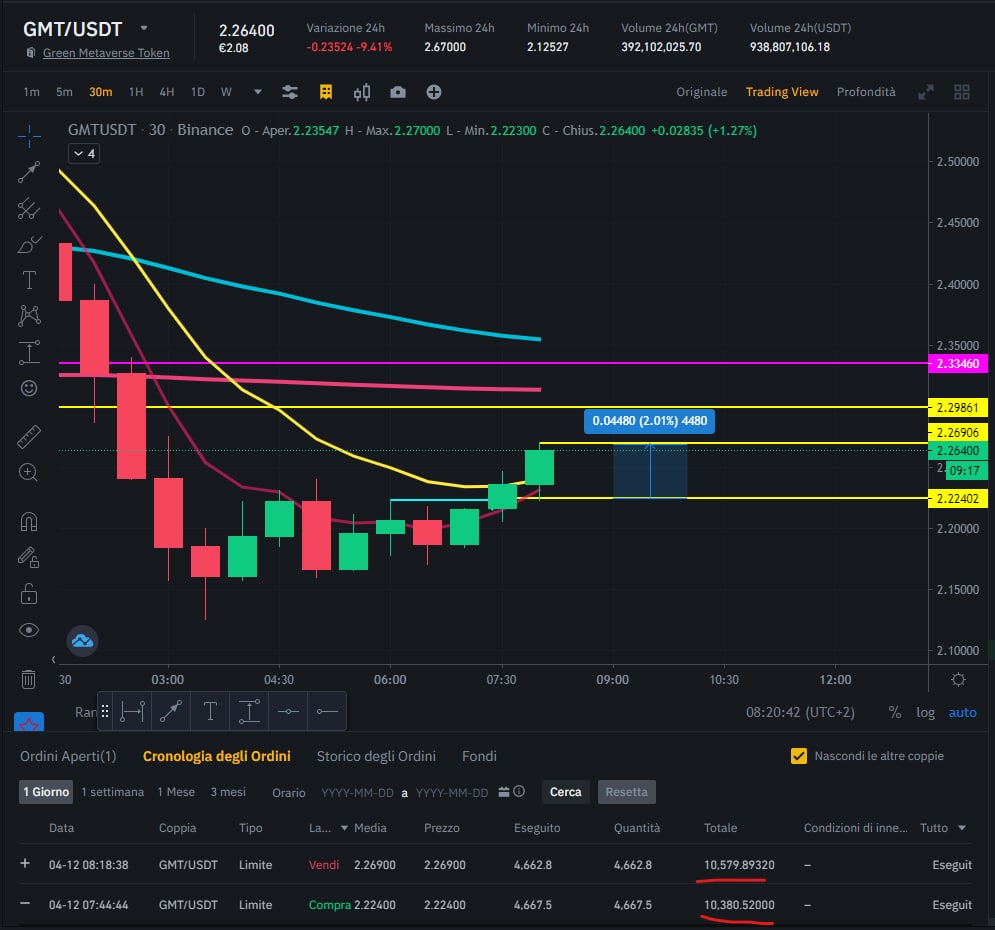 GMT/USDT
2.26400
€2.08
Variazione 24h
-0.23524 -9.41%
Massimo 24h
2.67000
Minimo 24h
2.12527
Volume 24h(GMT)
392,102,025.70
Volume 24h(USDT)
938,807,106.18
Green Metaverse Token
1m 5m 30m 1H 4H 1D W
Originale Trading View Profondità
GMTUSDT · 30 · Binance O - Aper.2.23547 H - Max.2.27000 L - Min.2.22300 C - Chius.2.26400 +0.02835 (+1.27%)
4
2.50000
2.45000
2.40000
2.35000
2.33460
2.29861
0.04480 (2.01%) 4480
2.26906
2.26400
09:17
2.22402
2.20000
2.15000
2.10000
30 03:00 04:30 06:00 07:30 09:00 10:30 12:00
Ran
08:20:42 (UTC+2) % log auto
Ordini Aperti(1) Cronologia degli Ordini Storico degli Ordini Fondi
Nascondi le altre coppie
1 Giorno 1 settimana 1 Mese 3 mesi Orario YYYY-MM-DD a YYYY-MM-DD Cerca Resetta
Data Coppia Tipo La... Media Prezzo Eseguito Quantità Totale Condizioni di inne... Tutto
+ 04-12 08:18:38 GMT/USDT Limite Vendi 2.26900 2.26900 4,662.8 4,662.8 10,579.89320 – Eseguit
− 04-12 07:44:44 GMT/USDT Limite Compra 2.22400 2.22400 4,667.5 4,667.5 10,380.52000 – Eseguit